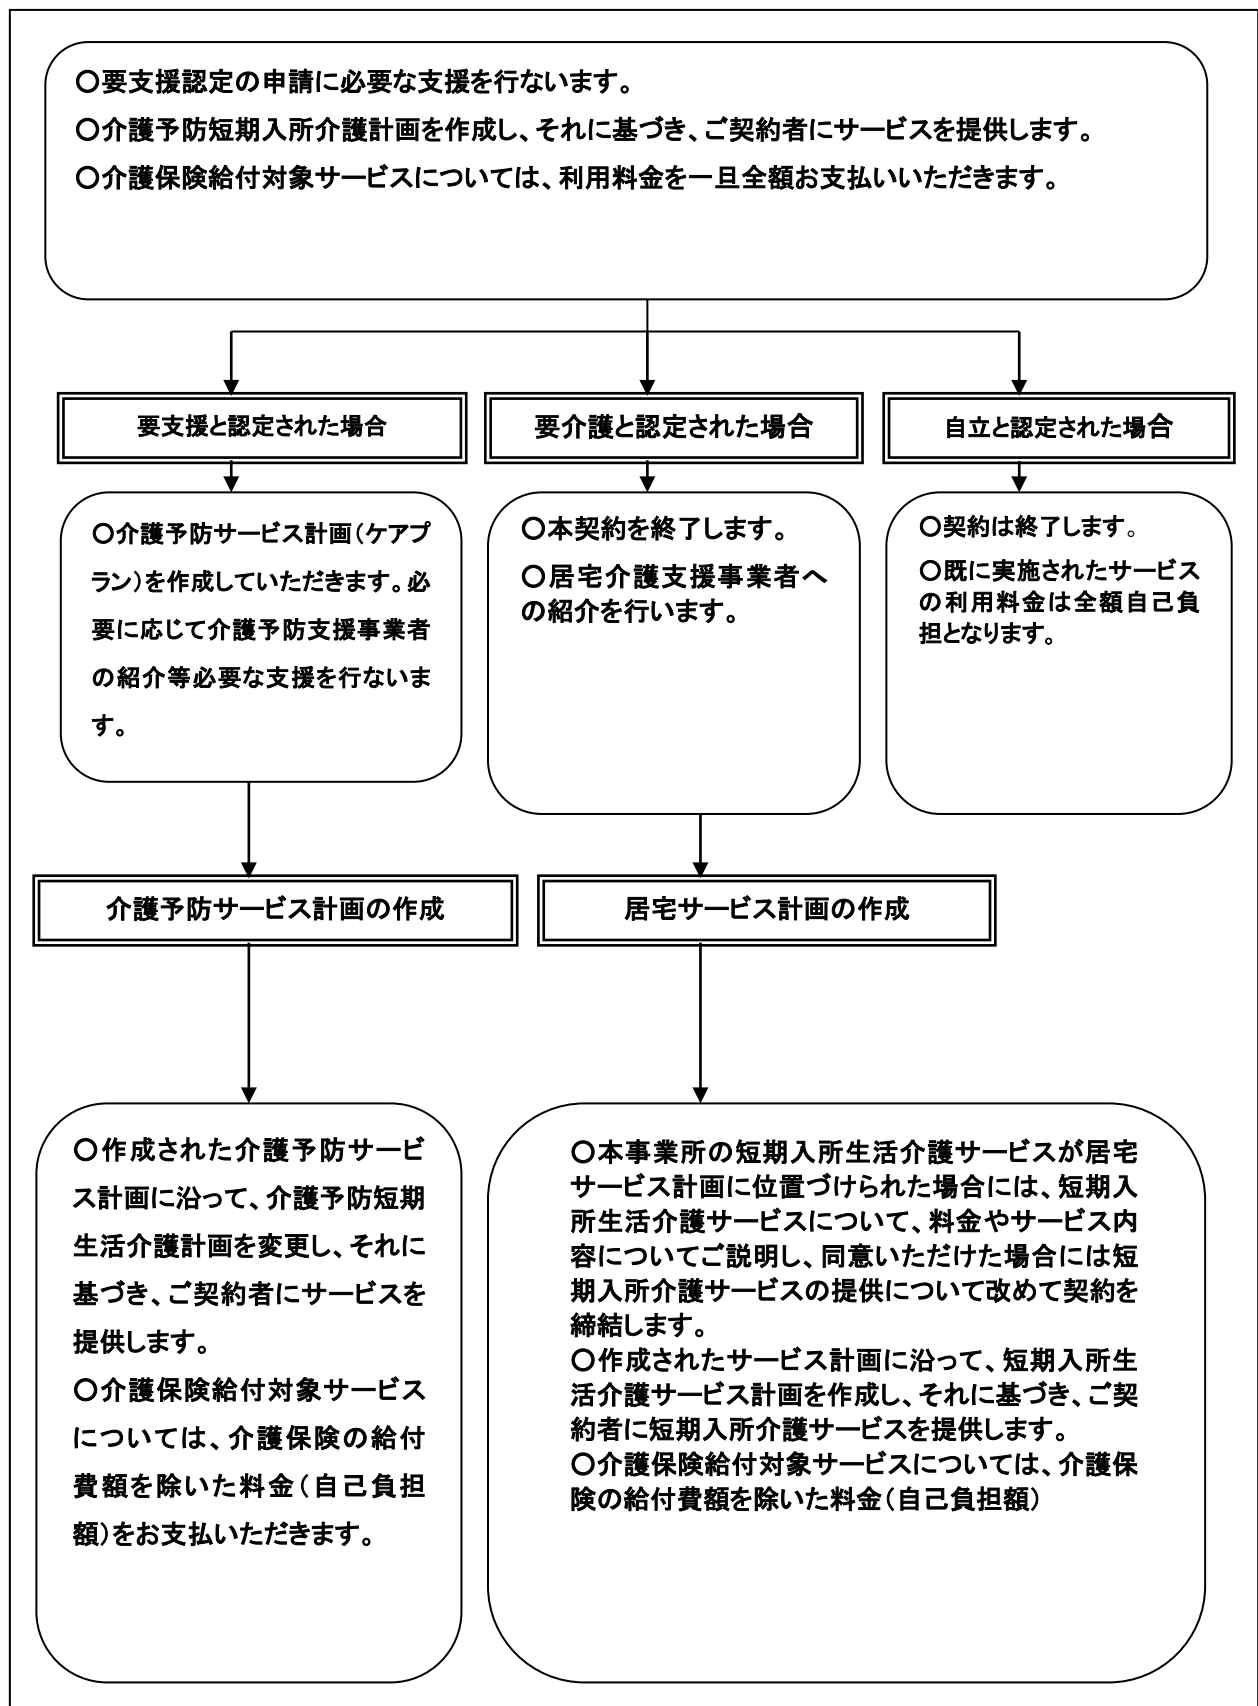 〇要支援認定の申請に必要な支援を行ないます。
〇介護予防短期入所介護計画を作成し、それに基づき、ご契約者にサービスを提供します。
〇介護保険給付対象サービスについては、利用料金を一旦全額お支払いいただきます。
要支援と認定された場合
要介護と認定された場合
自立と認定された場合
〇介護予防サービス計画（ケアプ
ラン）を作成していただきます。必
要に応じて介護予防支援事業者
の紹介等必要な支援を行ないま
す。
〇本契約を終了します。
〇居宅介護支援事業者へ
の紹介を行います。
〇契約は終了します。
〇既に実施されたサービス
の利用料金は全額自己負
担となります。
介護予防サービス計画の作成
居宅サービス計画の作成
〇作成された介護予防サービ
ス計画に沿って、介護予防短期
生活介護計画を変更し、それに
基づき、ご契約者にサービスを
提供します。
〇介護保険給付対象サービス
については、介護保険の給付
費額を除いた料金（自己負担
額）をお支払いただきます。
〇本事業所の短期入所生活介護サービスが居宅
サービス計画に位置づけられた場合には、短期入
所生活介護サービスについて、料金やサービス内
容についてご説明し、同意いただけた場合には短
期入所介護サービスの提供について改めて契約を
締結します。
〇作成されたサービス計画に沿って、短期入所生
活介護サービス計画を作成し、それに基づき、ご契
約者に短期入所介護サービスを提供します。
〇介護保険給付対象サービスについては、介護保
険の給付費額を除いた料金（自己負担額）